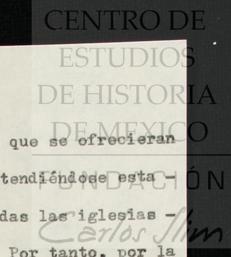 CENTRO DE
ESTUDIOS
DE HISTORIA
DE MEXICO
FUNDACIÓN
Carlos Slim
que se ofrecieran
tendiéndose esta -
das las iglesias -
Por tanto, por la